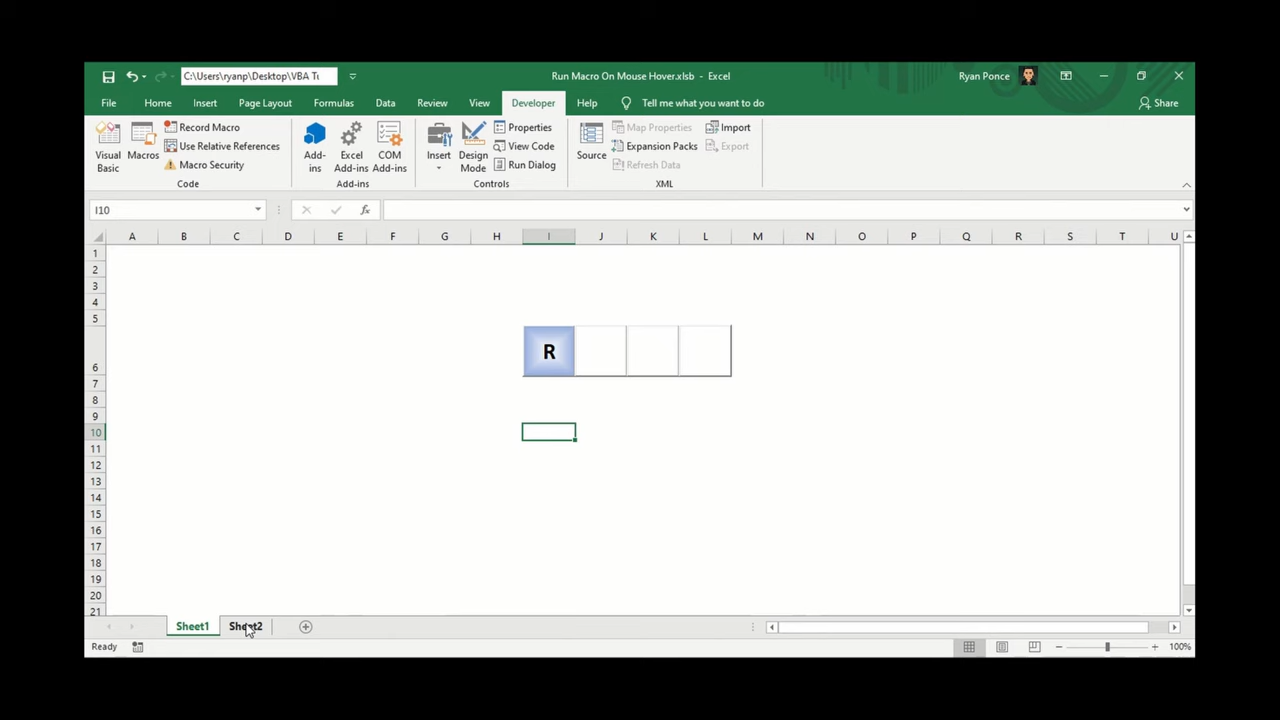 C:\Users\ryanp\Desktop\VBA Tu
Run Macro On Mouse Hover.xlsb - Excel
Ryan Ponce
File Home Insert Page Layout Formulas Data Review View Developer Help Tell me what you want to do Share
Visual Basic
Macros
Record Macro
Use Relative References
Macro Security
Code
Add-ins
Excel Add-ins
COM Add-ins
Add-ins
Insert
Design Mode
Properties
View Code
Run Dialog
Controls
Source
Map Properties
Expansion Packs
Refresh Data
Import
Export
XML
I10
fx
A B C D E F G H I J K L M N O P Q R S T U
1
2
3
4
5
6
R
7
8
9
10
11
12
13
14
15
16
17
18
19
20
21
Sheet1 Sheet2
Ready
100%